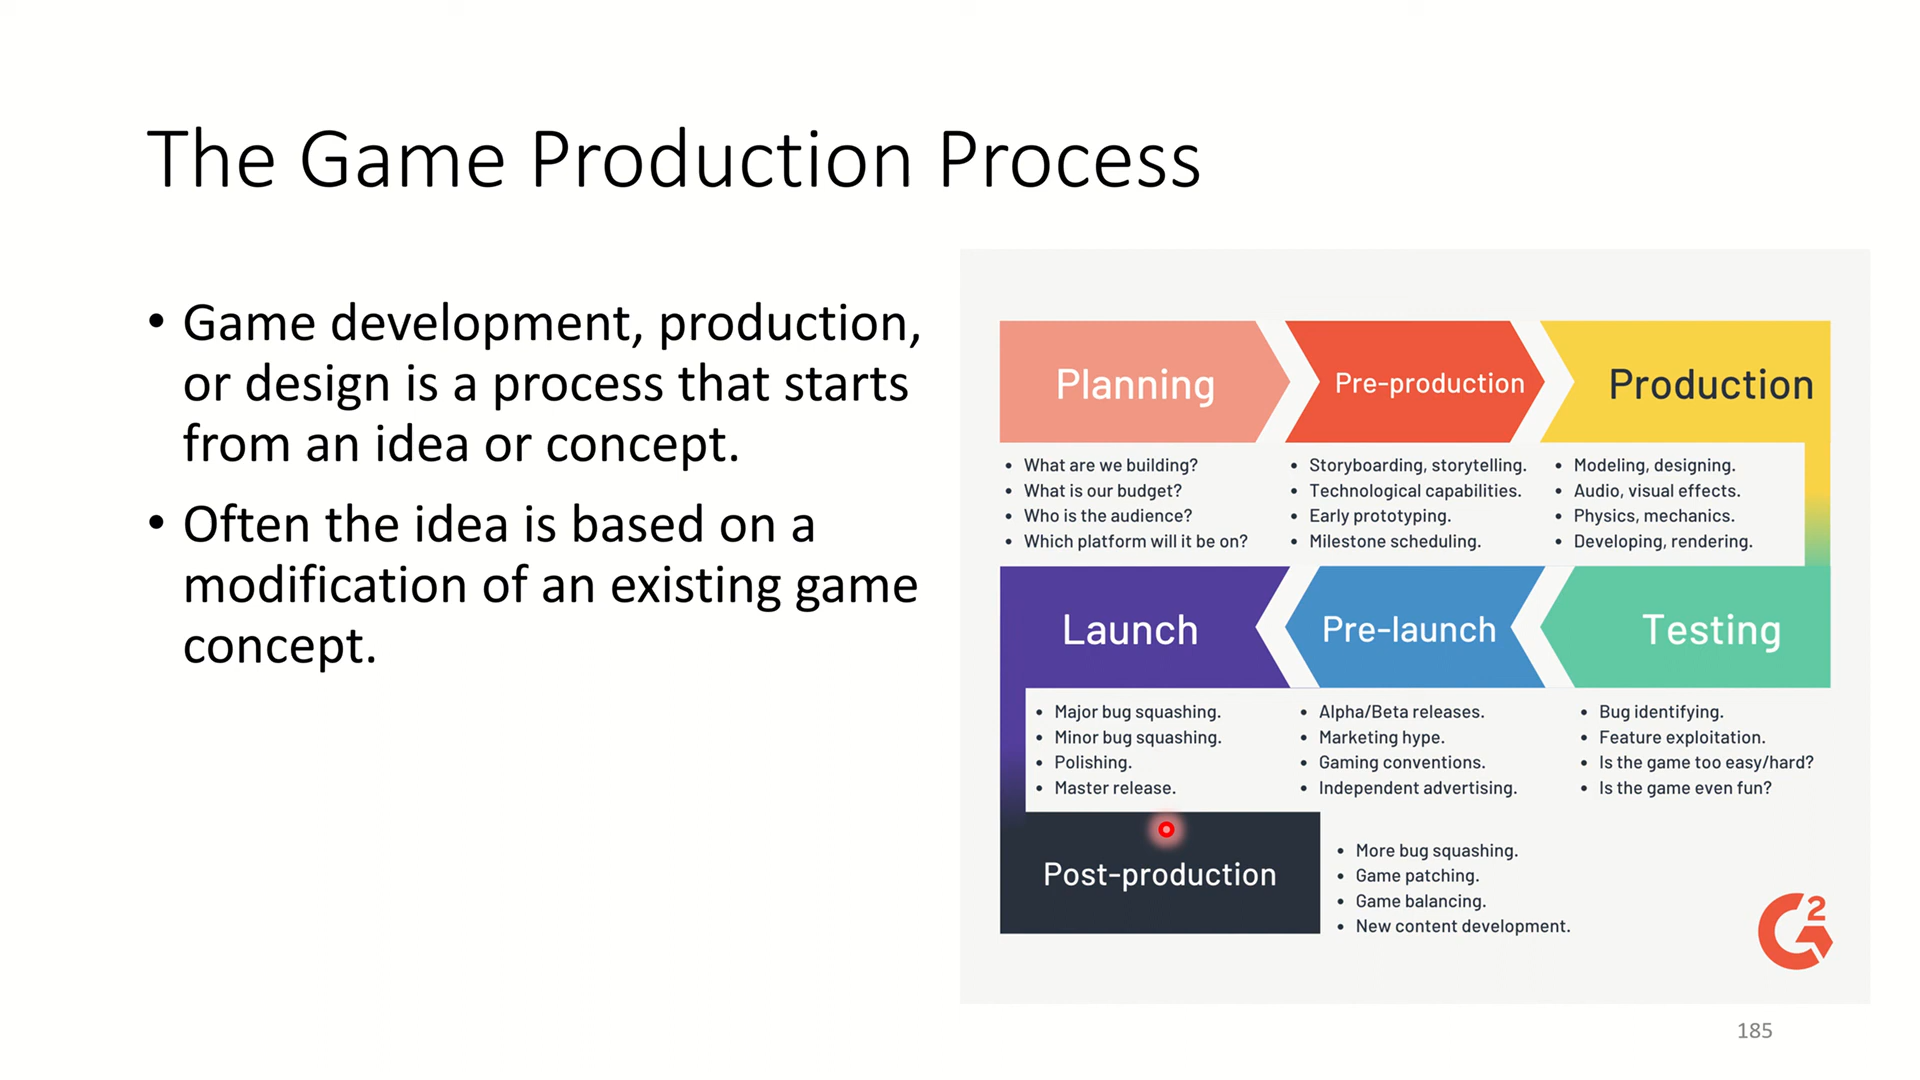 The Game Production Process
• Game development, production,
or design is a process that starts
from an idea or concept.
• Often the idea is based on a
modification of an existing game
concept.
Planning
• What are we building?
• What is our budget?
• Who is the audience?
• Which platform will it be on?
Pre-production
• Storyboarding, storytelling.
• Technological capabilities.
• Early prototyping.
• Milestone scheduling.
Production
• Modeling, designing.
• Audio, visual effects.
• Physics, mechanics.
• Developing, rendering.
Launch
• Major bug squashing.
• Minor bug squashing.
• Polishing.
• Master release.
Pre-launch
• Alpha/Beta releases.
• Marketing hype.
• Gaming conventions.
• Independent advertising.
Testing
• Bug identifying.
• Feature exploitation.
• Is the game too easy/hard?
• Is the game even fun?
Post-production
• More bug squashing.
• Game patching.
• Game balancing.
• New content development.
G2
185